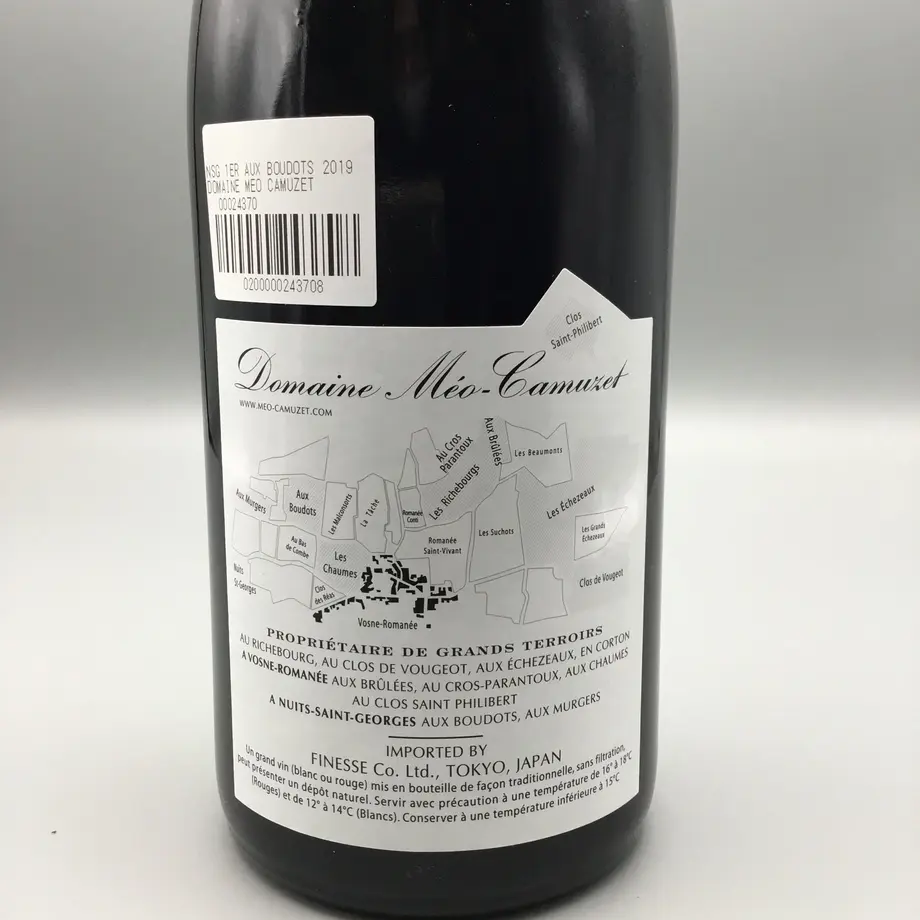 NSG 1ER AUX BOUDOTS 2019
DOMAINE MEO CAMUZET
00024370
0200000243708
Clos
Saint-Philibert
Domaine Méo-Camuzet
WWW.MEO-CAMUZET.COM
Au Cros
Parantoux
Aux Brûlées
Les Beaumonts
Aux Murgers
Aux
Boudots
Les Malconsorts
La Tâche
Romanée
Conti
Les Richebourgs
Les Échezeaux
Au Bas
de Combe
Les
Chaumes
Romanée
Saint-Vivant
Les Suchots
Les Grands
Echezeaux
Nuits
St-Georges
Clos
des Réas
Clos de Vougeot
Vosne-Romanée
PROPRIÉTAIRE DE GRANDS TERROIRS
AU RICHEBOURG, AU CLOS DE VOUGEOT, AUX ÉCHEZEAUX, EN CORTON
A VOSNE-ROMANÉE AUX BRÛLÉES, AU CROS-PARANTOUX, AUX CHAUMES
AU CLOS SAINT PHILIBERT
A NUITS-SAINT-GEORGES AUX BOUDOTS, AUX MURGERS
IMPORTED BY
FINESSE Co. Ltd., TOKYO, JAPAN
Un grand vin (blanc ou rouge) mis en bouteille de façon traditionnelle, sans filtration,
peut présenter un dépôt naturel. Servir avec précaution à une température de 16° à 18°C
(Rouges) et de 12° à 14°C (Blancs). Conserver à une température inférieure à 15°C